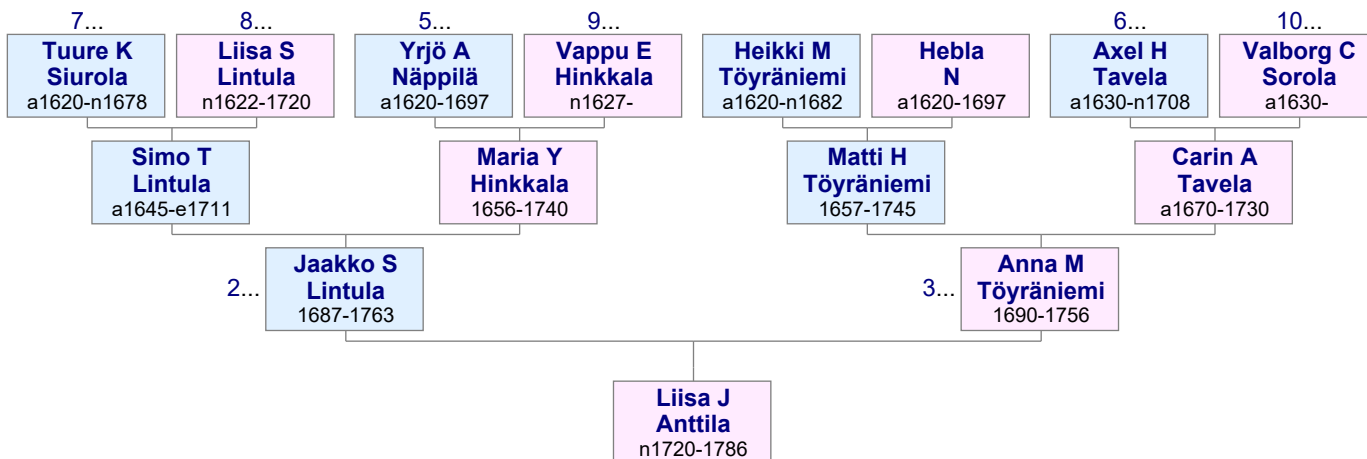 7...
8...
5...
9...
6...
10...
Tuure K
Siurola
a1620-n1678
Liisa S
Lintula
n1622-1720
Yrjö A
Näppilä
a1620-1697
Vappu E
Hinkkala
n1627-
Heikki M
Töyräniemi
a1620-n1682
Hebla
N
a1620-1697
Axel H
Tavela
a1630-n1708
Valborg C
Sorola
a1630-
Simo T
Lintula
a1645-e1711
Maria Y
Hinkkala
1656-1740
Matti H
Töyräniemi
1657-1745
Carin A
Tavela
a1670-1730
2...
Jaakko S
Lintula
1687-1763
3...
Anna M
Töyräniemi
1690-1756
Liisa J
Anttila
n1720-1786